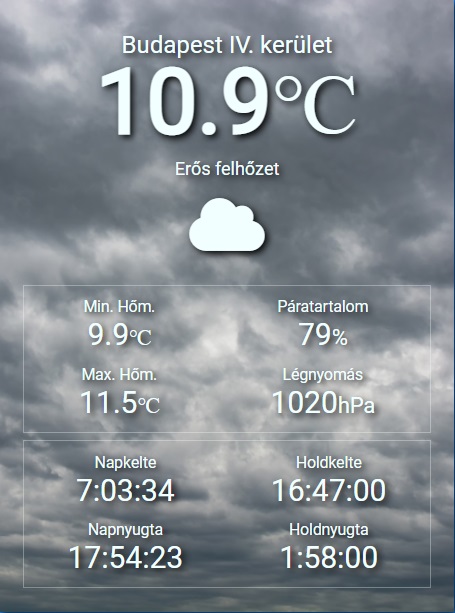 Budapest IV. kerület
10.9℃
Erős felhőzet
Min. Hőm.
9.9℃
Páratartalom
79%
Max. Hőm.
11.5℃
Légnyomás
1020hPa
Napkelte
7:03:34
Holdkelte
16:47:00
Napnyugta
17:54:23
Holdnyugta
1:58:00